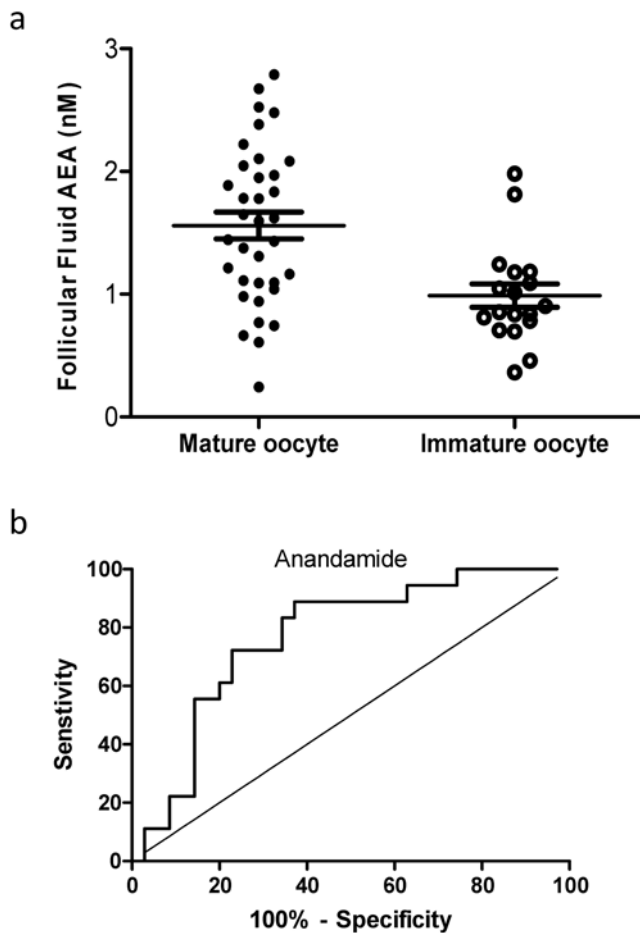 a
Follicular Fluid AEA (nM)
3
2
1
0
Mature oocyte
Immature oocyte
b
Anandamide
Senstivity
100
80
60
40
20
0
0 20 40 60 80 100
100% - Specificity